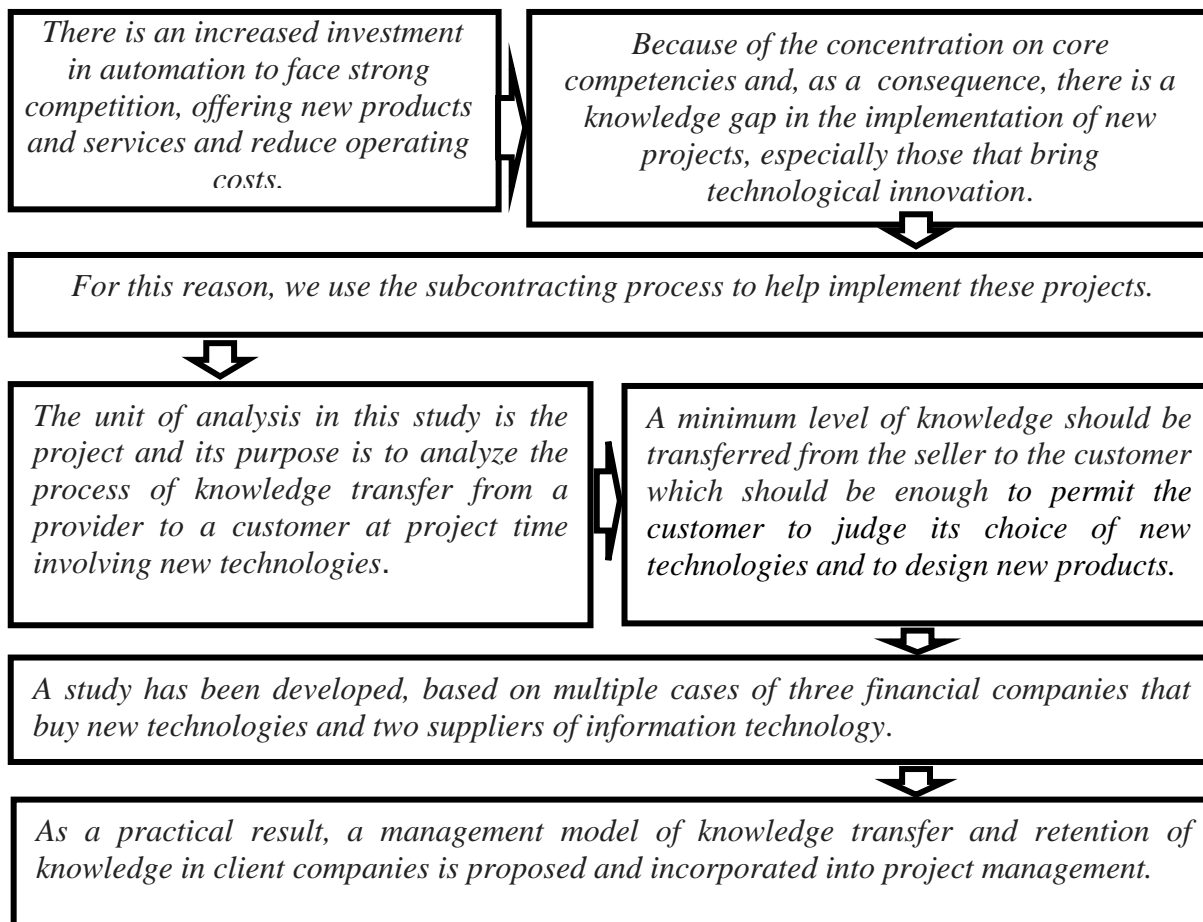 There is an increased investment
in automation to face strong
competition, offering new products
and services and reduce operating
costs.
Because of the concentration on core
competencies and, as a consequence, there is a
knowledge gap in the implementation of new
projects, especially those that bring
technological innovation.
For this reason, we use the subcontracting process to help implement these projects.
The unit of analysis in this study is the
project and its purpose is to analyze the
process of knowledge transfer from a
provider to a customer at project time
involving new technologies.
A minimum level of knowledge should be
transferred from the seller to the customer
which should be enough to permit the
customer to judge its choice of new
technologies and to design new products.
A study has been developed, based on multiple cases of three financial companies that
buy new technologies and two suppliers of information technology.
As a practical result, a management model of knowledge transfer and retention of
knowledge in client companies is proposed and incorporated into project management.